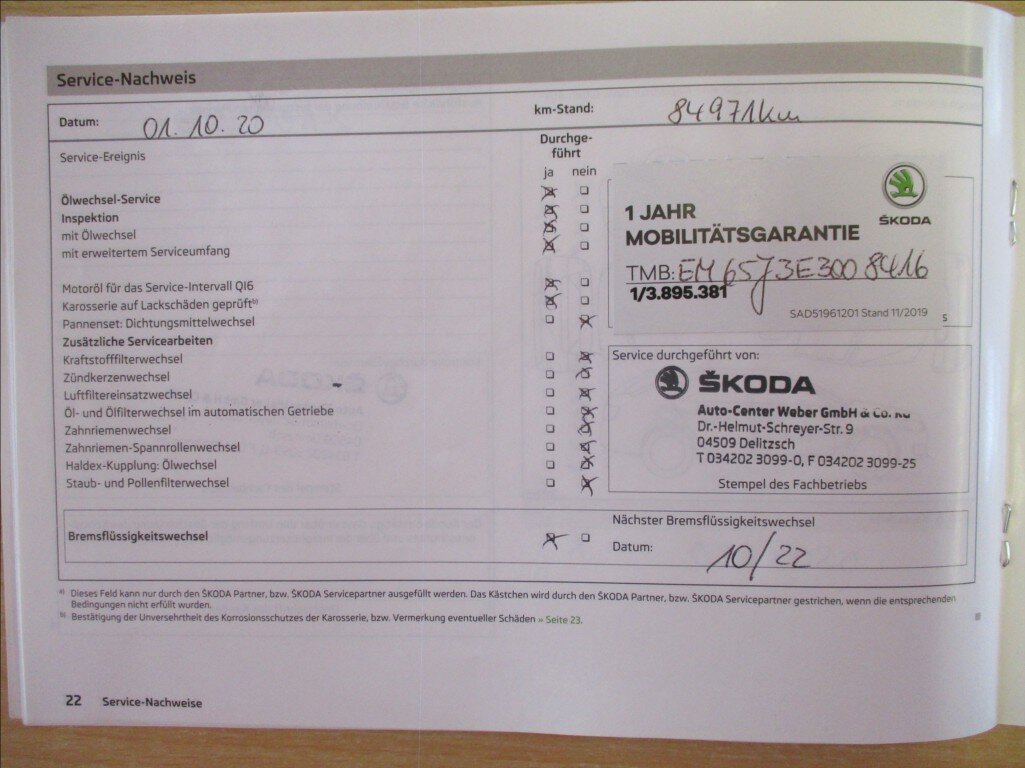 Service-Nachweis
Datum: 01.10.20 km-Stand: 84971km
Service-Ereignis
Durchge-
führt
ja nein
Ölwechsel-Service
Inspektion
mit Ölwechsel
mit erweitertem Serviceumfang
Motoröl für das Service-Intervall QI6
Karosserie auf Lackschäden geprüft b)
Pannenset: Dichtungsmittelwechsel
Zusätzliche Servicearbeiten
Kraftstofffilterwechsel
Zündkerzenwechsel
Luftfiltereinsatzwechsel
Öl- und Ölfilterwechsel im automatischen Getriebe
Zahnriemenwechsel
Zahnriemen-Spannrollenwechsel
Haldex-Kupplung: Ölwechsel
Staub- und Pollenfilterwechsel
ŠKODA
1 JAHR
MOBILITÄTSGARANTIE
TMB: EM657J3E3008416
1/3.895.381
SAD51961201 Stand 11/2019
s
Service durchgeführt von:
ŠKODA
Auto-Center Weber GmbH & Co.
Dr.-Helmut-Schreyer-Str. 9
04509 Delitzsch
T 034202 3099-0, F 034202 3099-25
Stempel des Fachbetriebs
Bremsflüssigkeitswechsel
Nächster Bremsflüssigkeitswechsel
Datum: 10/22
a) Dieses Feld kann nur durch den ŠKODA Partner, bzw. ŠKODA Servicepartner ausgefüllt werden. Das Kästchen wird durch den ŠKODA Partner, bzw. ŠKODA Servicepartner gestrichen, wenn die entsprechenden
Bedingungen nicht erfüllt wurden.
b) Bestätigung der Unversehrtheit des Korrosionsschutzes der Karosserie, bzw. Vermerkung eventueller Schäden » Seite 23.
22 Service-Nachweise